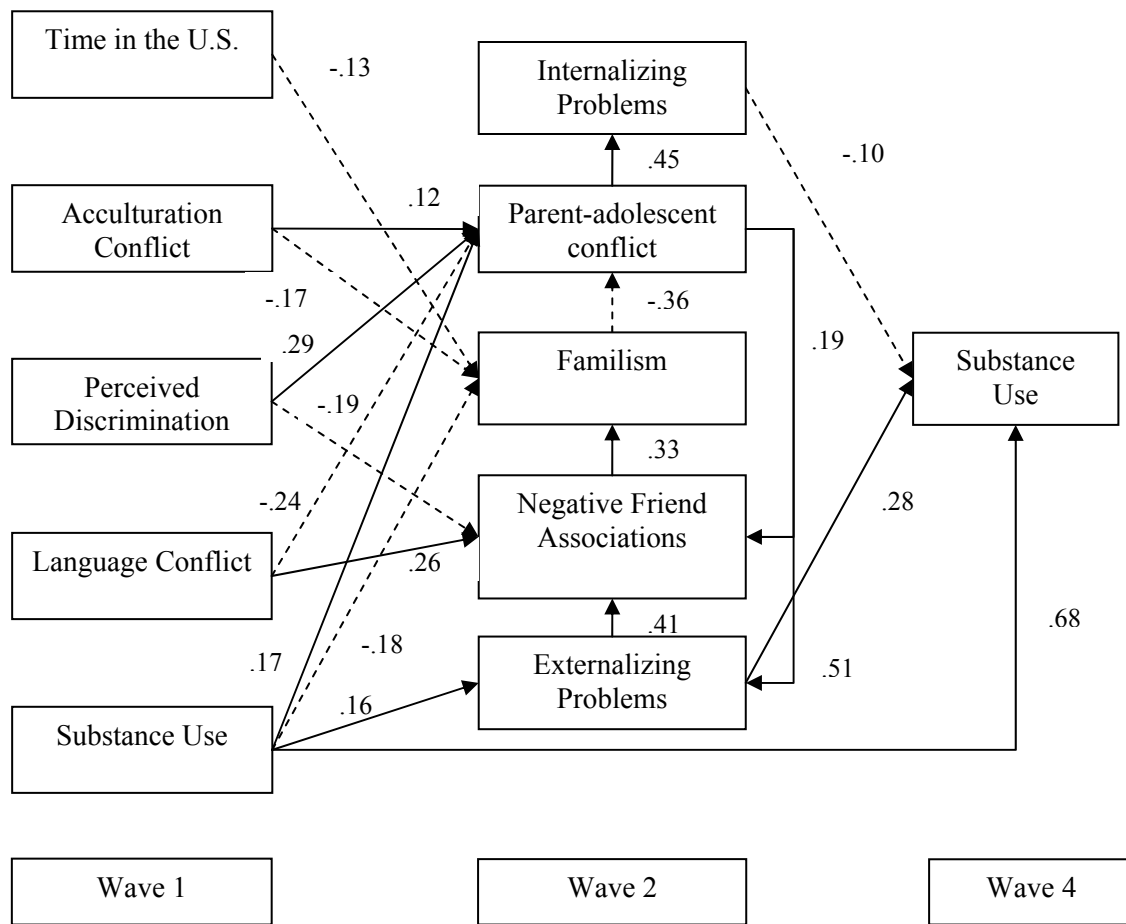 Time in the U.S.
-.13
Internalizing
Problems
-.10
.45
Acculturation
Conflict
.12
Parent-adolescent
conflict
-.17
-.36
.29
.19
Perceived
Discrimination
Familism
Substance
Use
-.19
.33
-.24
Negative Friend
Associations
.28
Language Conflict
.26
.41
.68
-.18
.17
Externalizing
Problems
.51
.16
Substance Use
Wave 1
Wave 2
Wave 4